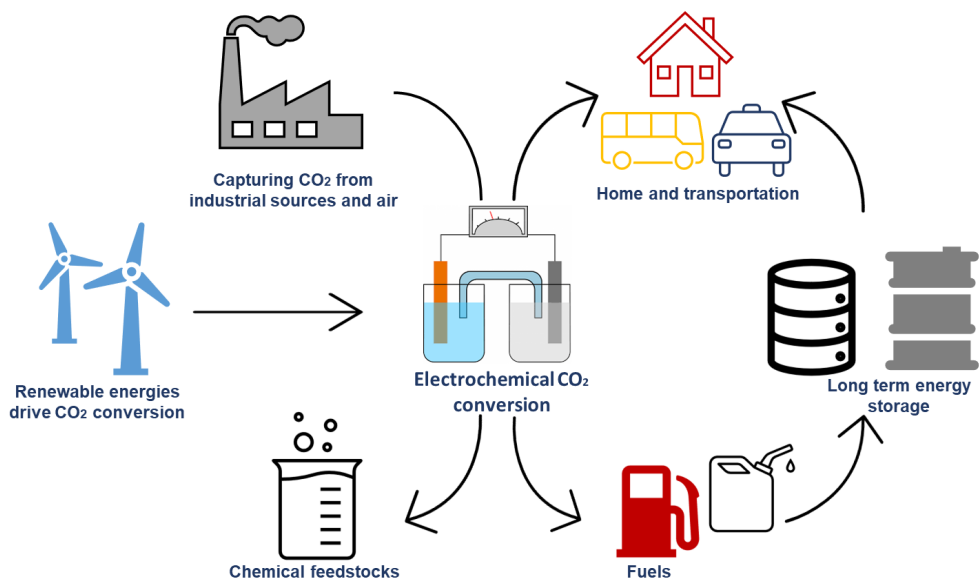 Capturing CO₂ from
industrial sources and air
Home and transportation
Renewable energies
drive CO₂ conversion
Electrochemical CO₂
conversion
Long term energy
storage
Chemical feedstocks
Fuels